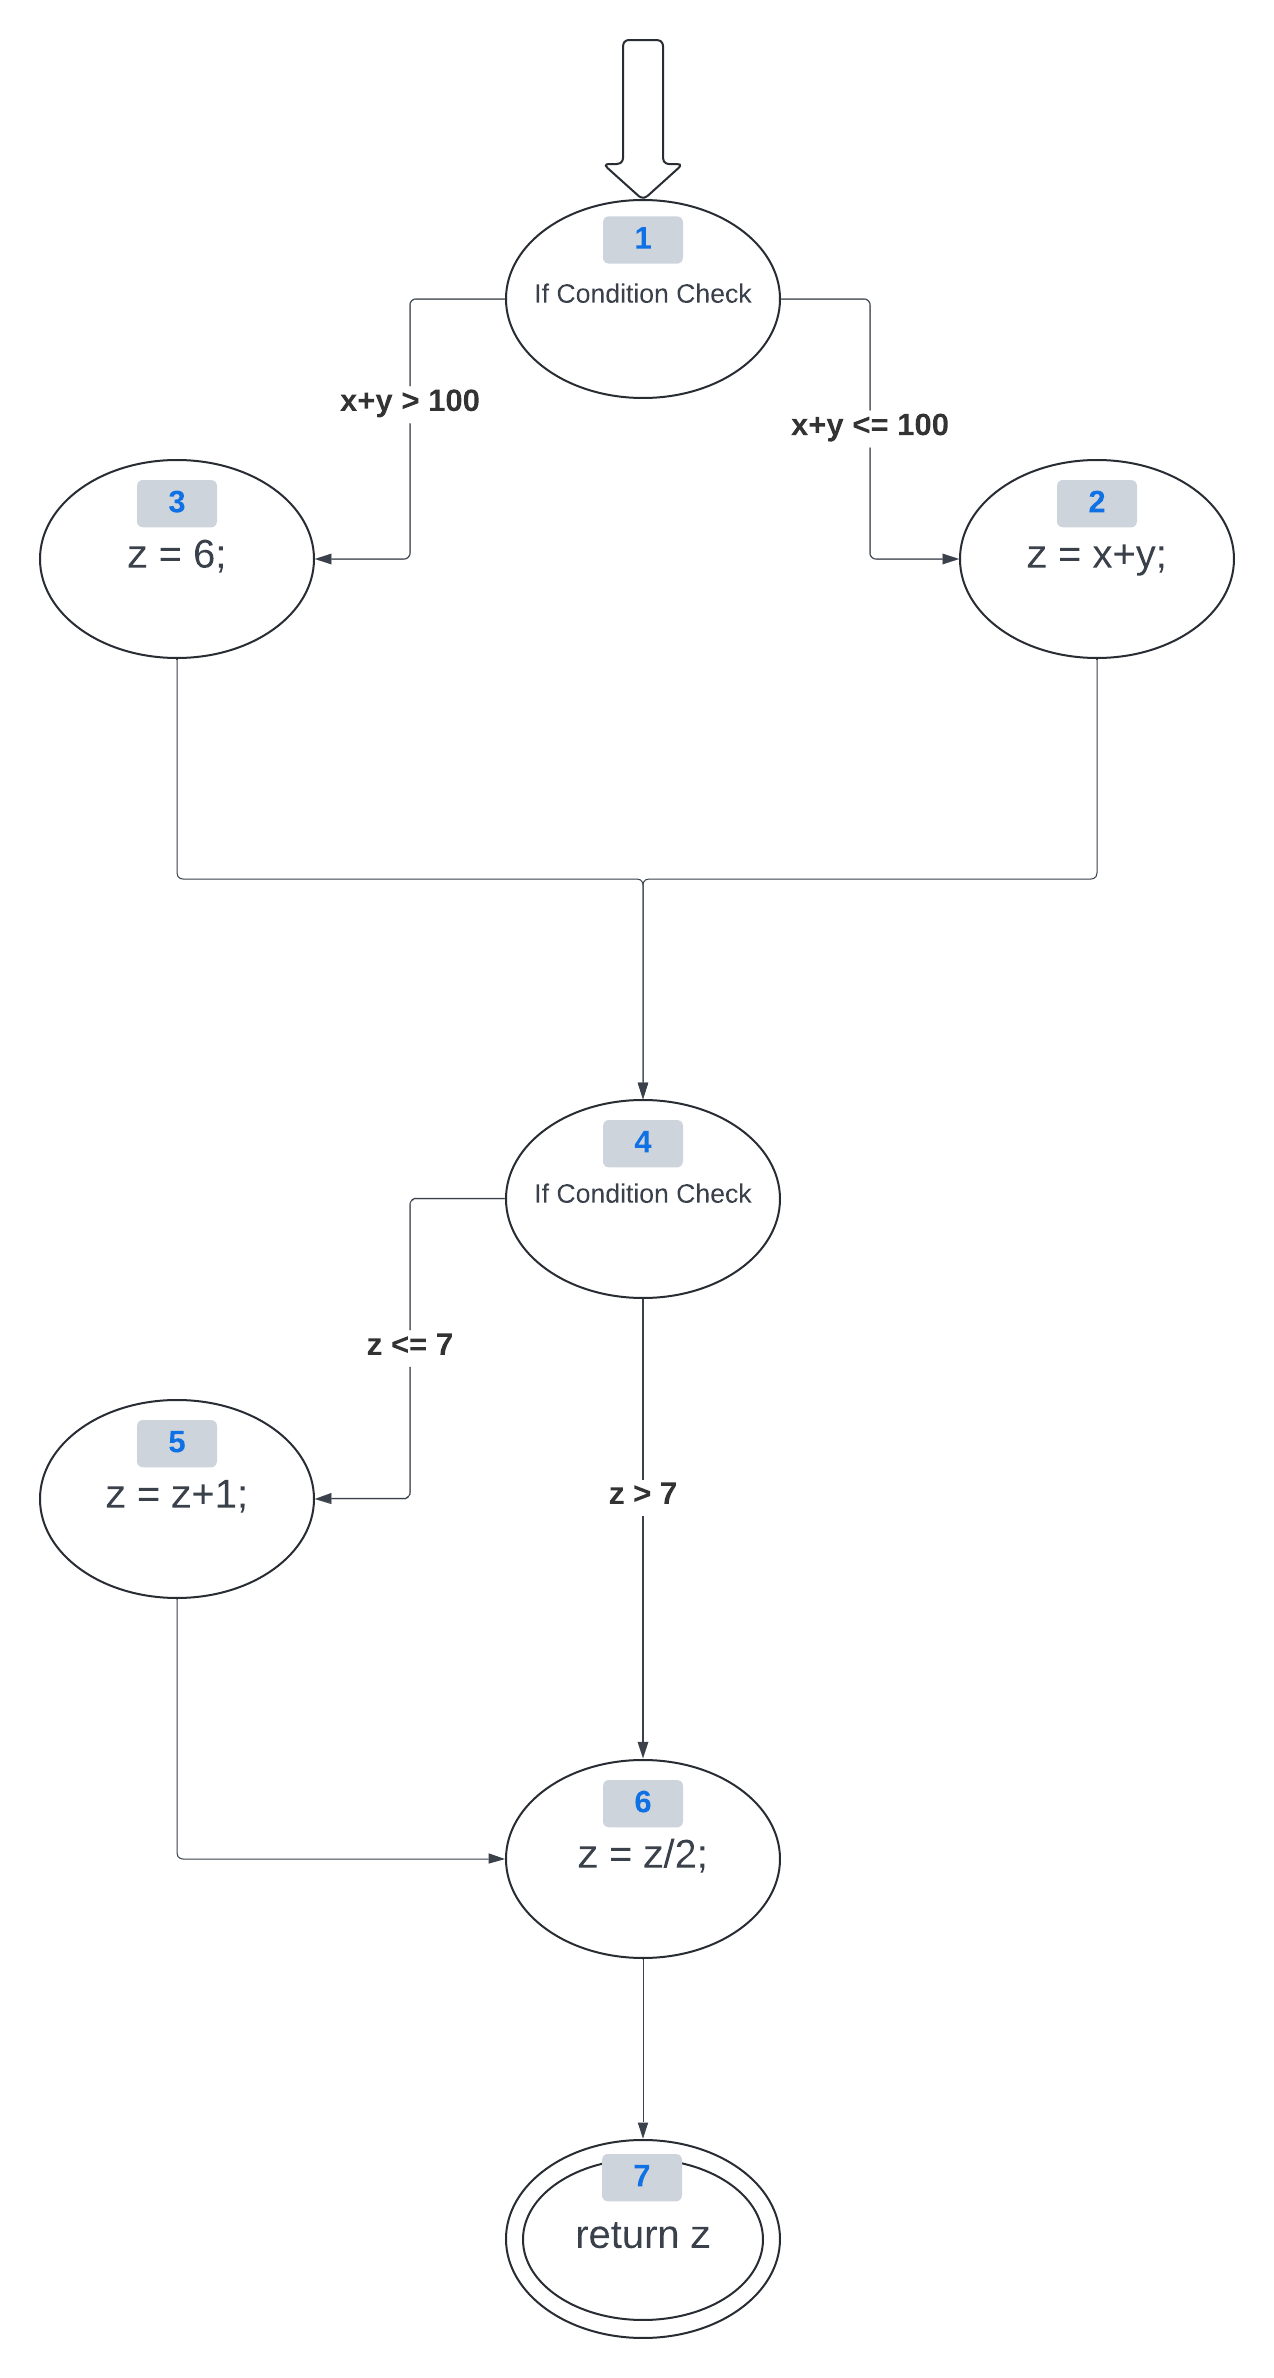 1
If Condition Check
x+y > 100
x+y <= 100
3
z = 6;
2
z = x+y;
4
If Condition Check
z <= 7
5
z = z+1;
z > 7
6
z = z/2;
7
return z